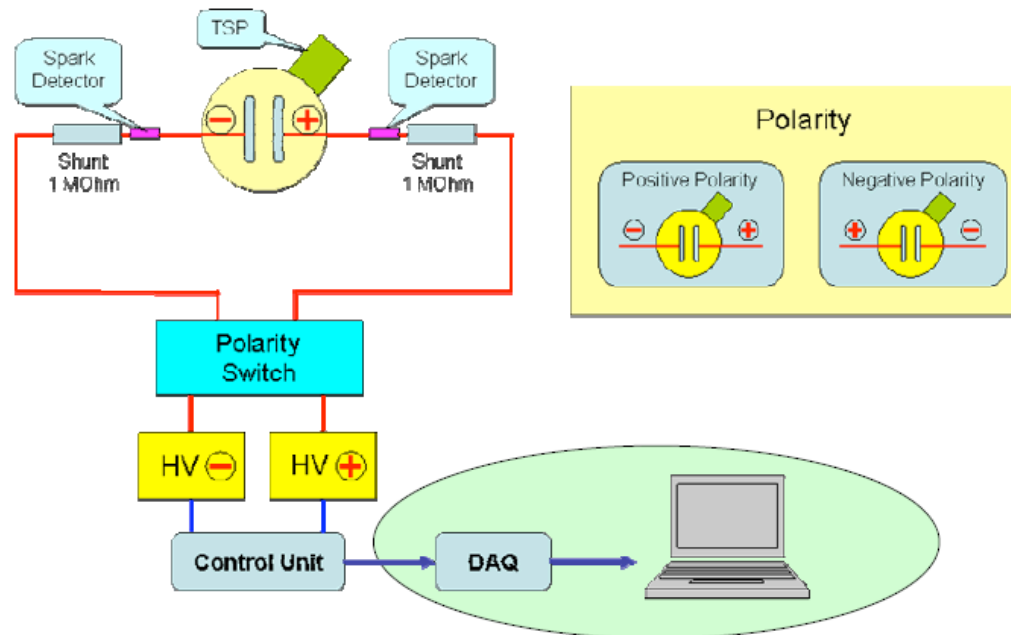 TSP
Spark
Detector
Spark
Detector
Shunt
1 MOhm
Shunt
1 MOhm
Polarity
Positive Polarity
Negative Polarity
Polarity
Switch
HV
HV
Control Unit
DAQ